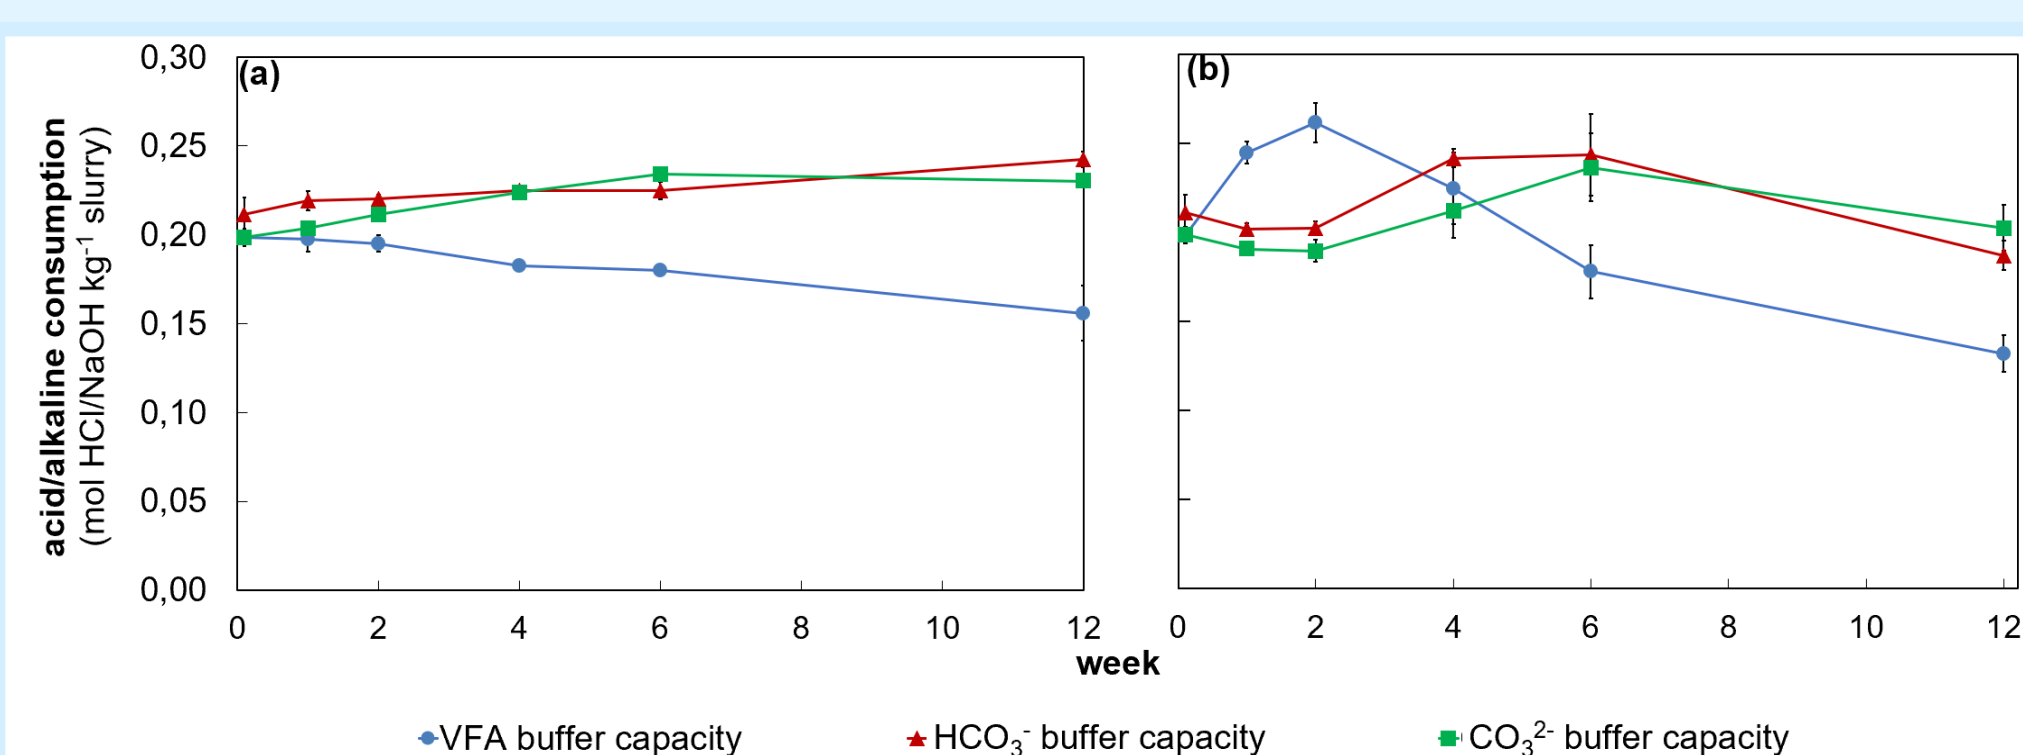 (a)
(b)
0,30
0,25
0,20
0,15
0,10
0,05
0,00
acid/alkaline consumption
(mol HCl/NaOH kg⁻¹ slurry)
0 2 4 6 8 10 12
0 2 4 6 8 10 12
week
VFA buffer capacity
HCO₃⁻ buffer capacity
CO₃²⁻ buffer capacity